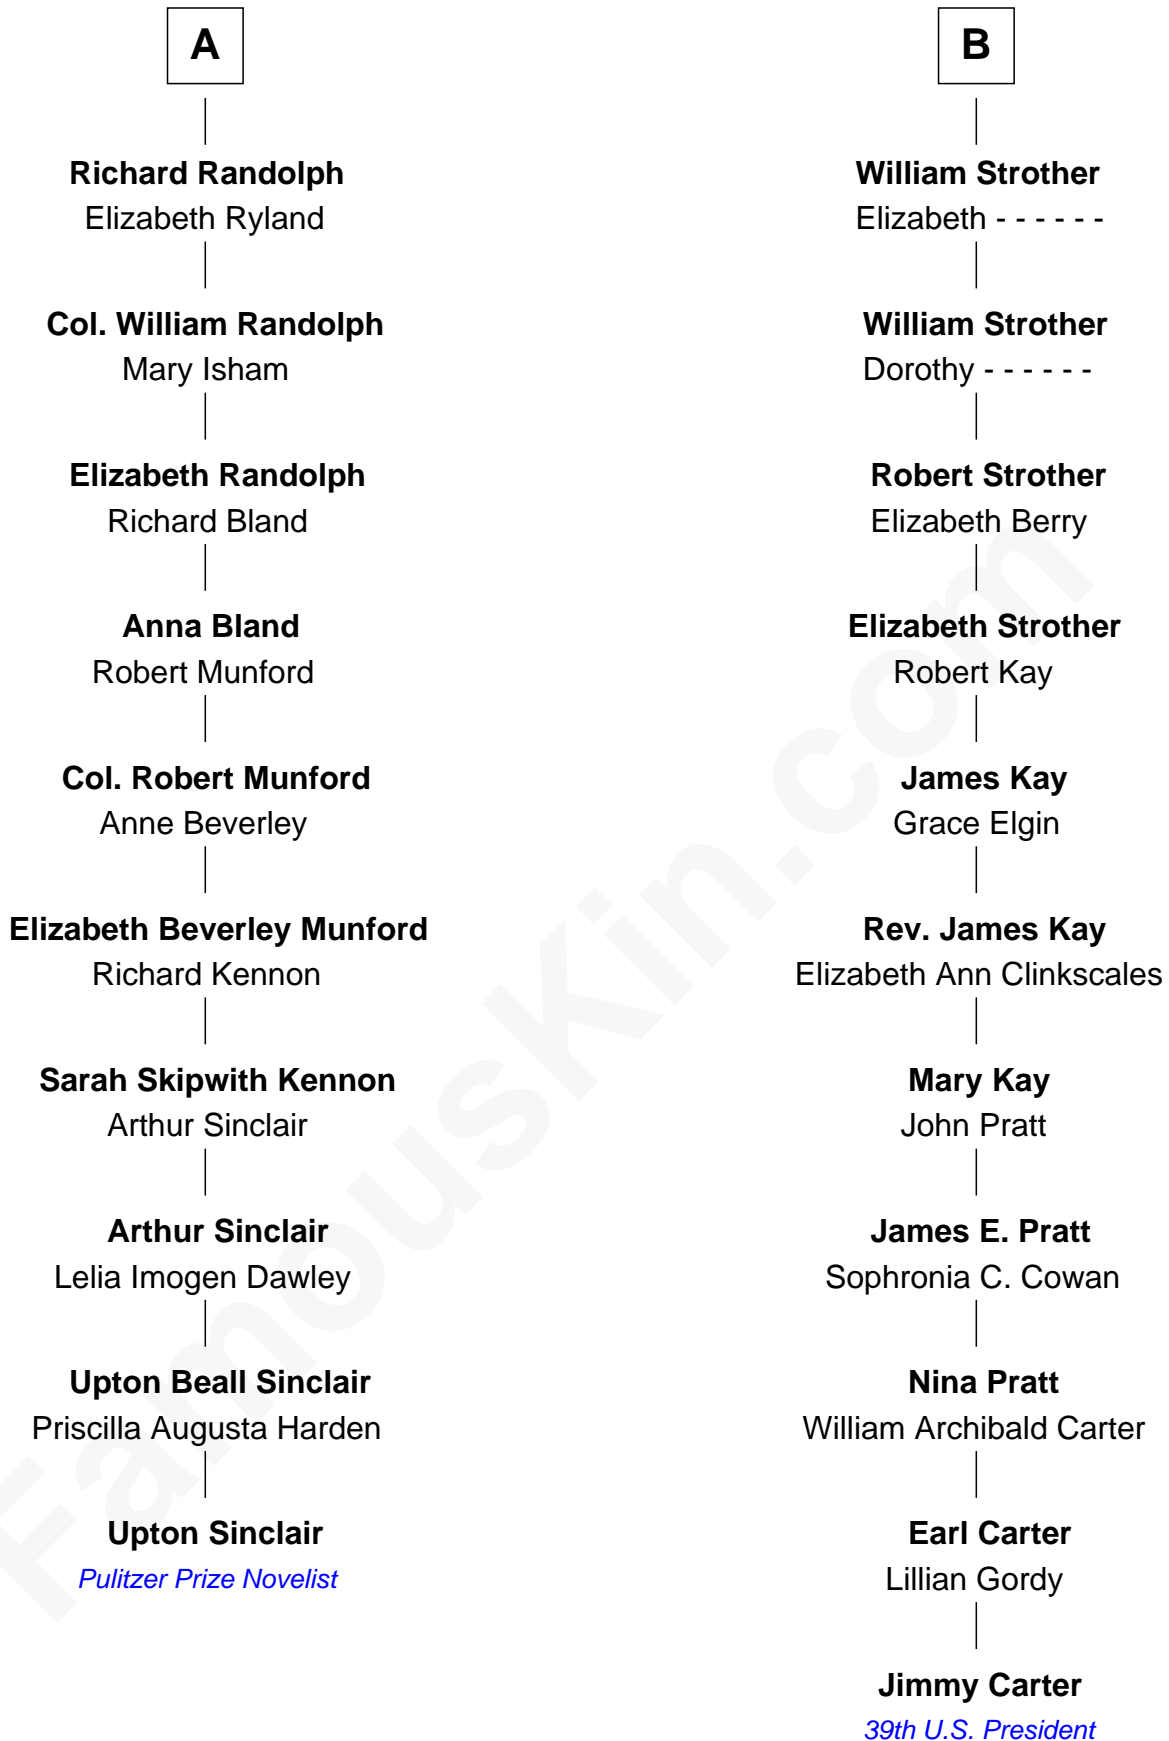 A
Richard Randolph
Elizabeth Ryland
Col. William Randolph
Mary Isham
Elizabeth Randolph
Richard Bland
Anna Bland
Robert Munford
Col. Robert Munford
Anne Beverley
Elizabeth Beverley Munford
Richard Kennon
Sarah Skipwith Kennon
Arthur Sinclair
Arthur Sinclair
Lelia Imogen Dawley
Upton Beall Sinclair
Priscilla Augusta Harden
Upton Sinclair
Pulitzer Prize Novelist
B
William Strother
Elizabeth - - - - - -
William Strother
Dorothy - - - - - -
Robert Strother
Elizabeth Berry
Elizabeth Strother
Robert Kay
James Kay
Grace Elgin
Rev. James Kay
Elizabeth Ann Clinkscales
Mary Kay
John Pratt
James E. Pratt
Sophronia C. Cowan
Nina Pratt
William Archibald Carter
Earl Carter
Lillian Gordy
Jimmy Carter
39th U.S. President
FamousKin.com